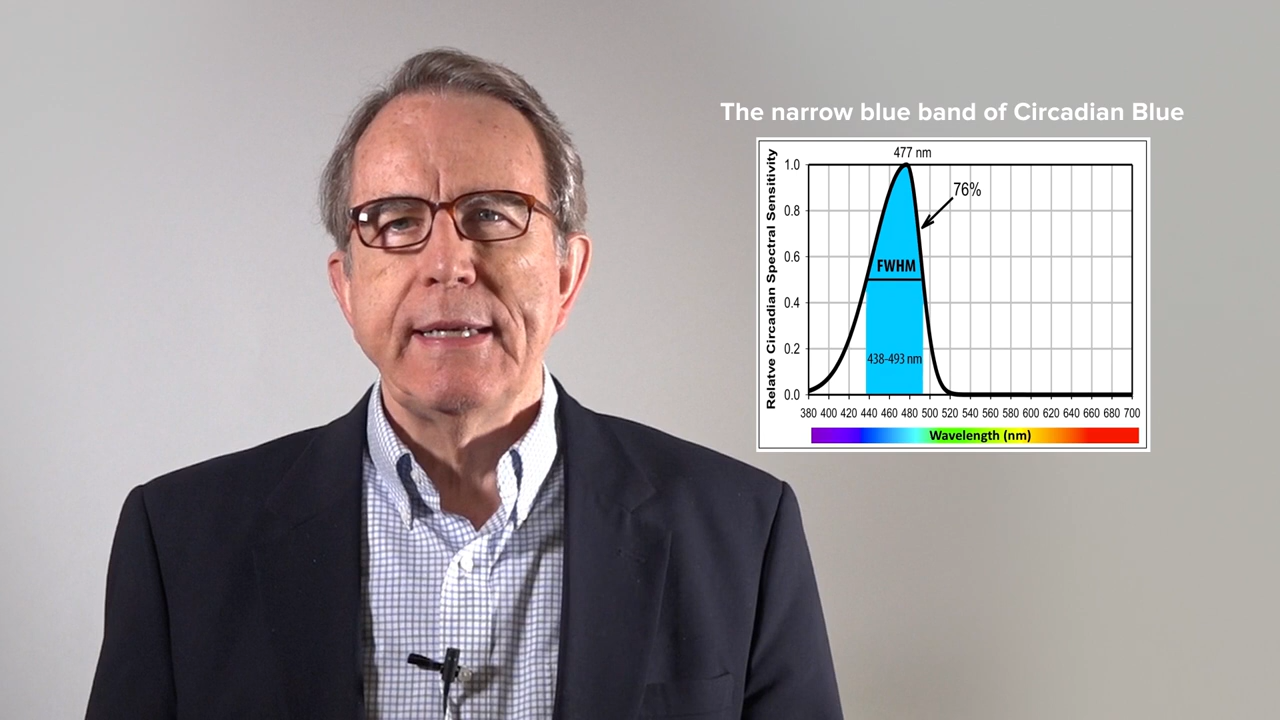 The narrow blue band of Circadian Blue
477 nm
Relatve Circadian Spectral Sensitivity
1.0
76%
0.8
0.6
FWHM
0.4
438-493 nm
0.2
0.0
380 400 420 440 460 480 500 520 540 560 580 600 620 640 660 680 700
Wavelength (nm)